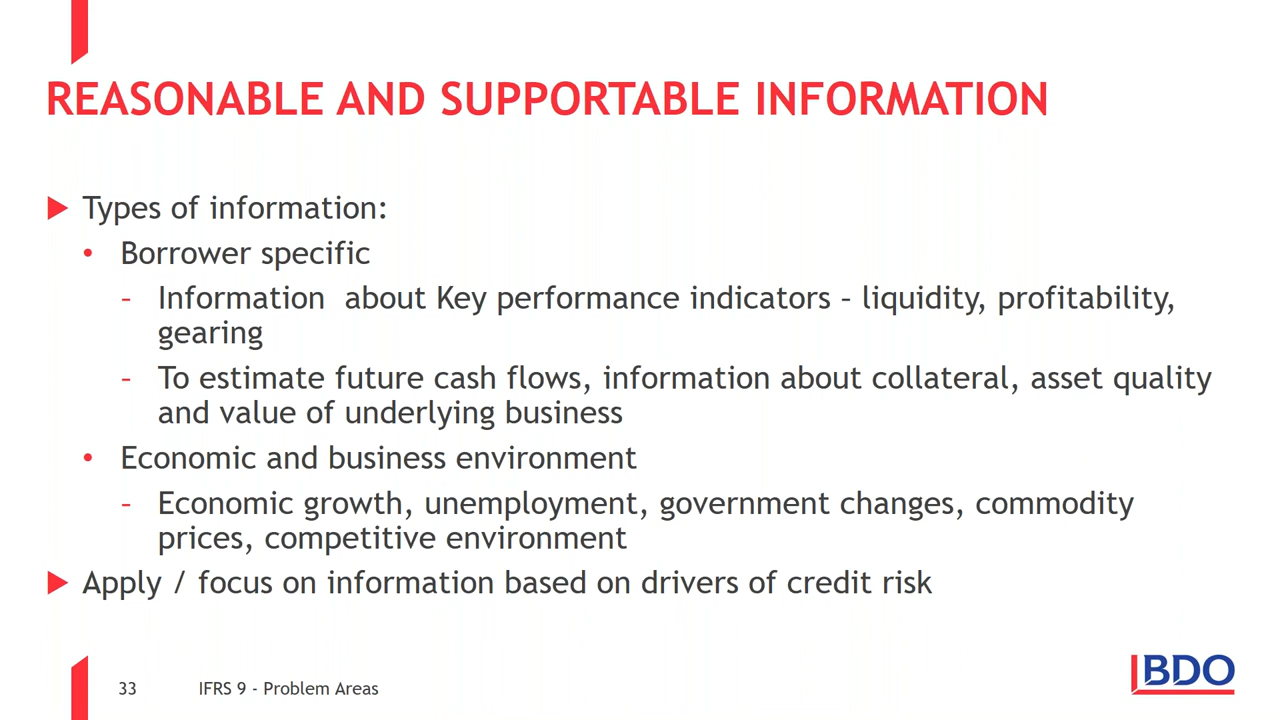 REASONABLE AND SUPPORTABLE INFORMATION
Types of information:
• Borrower specific
– Information about Key performance indicators – liquidity, profitability,
gearing
– To estimate future cash flows, information about collateral, asset quality
and value of underlying business
• Economic and business environment
– Economic growth, unemployment, government changes, commodity
prices, competitive environment
Apply / focus on information based on drivers of credit risk
33 IFRS 9 - Problem Areas
BDO